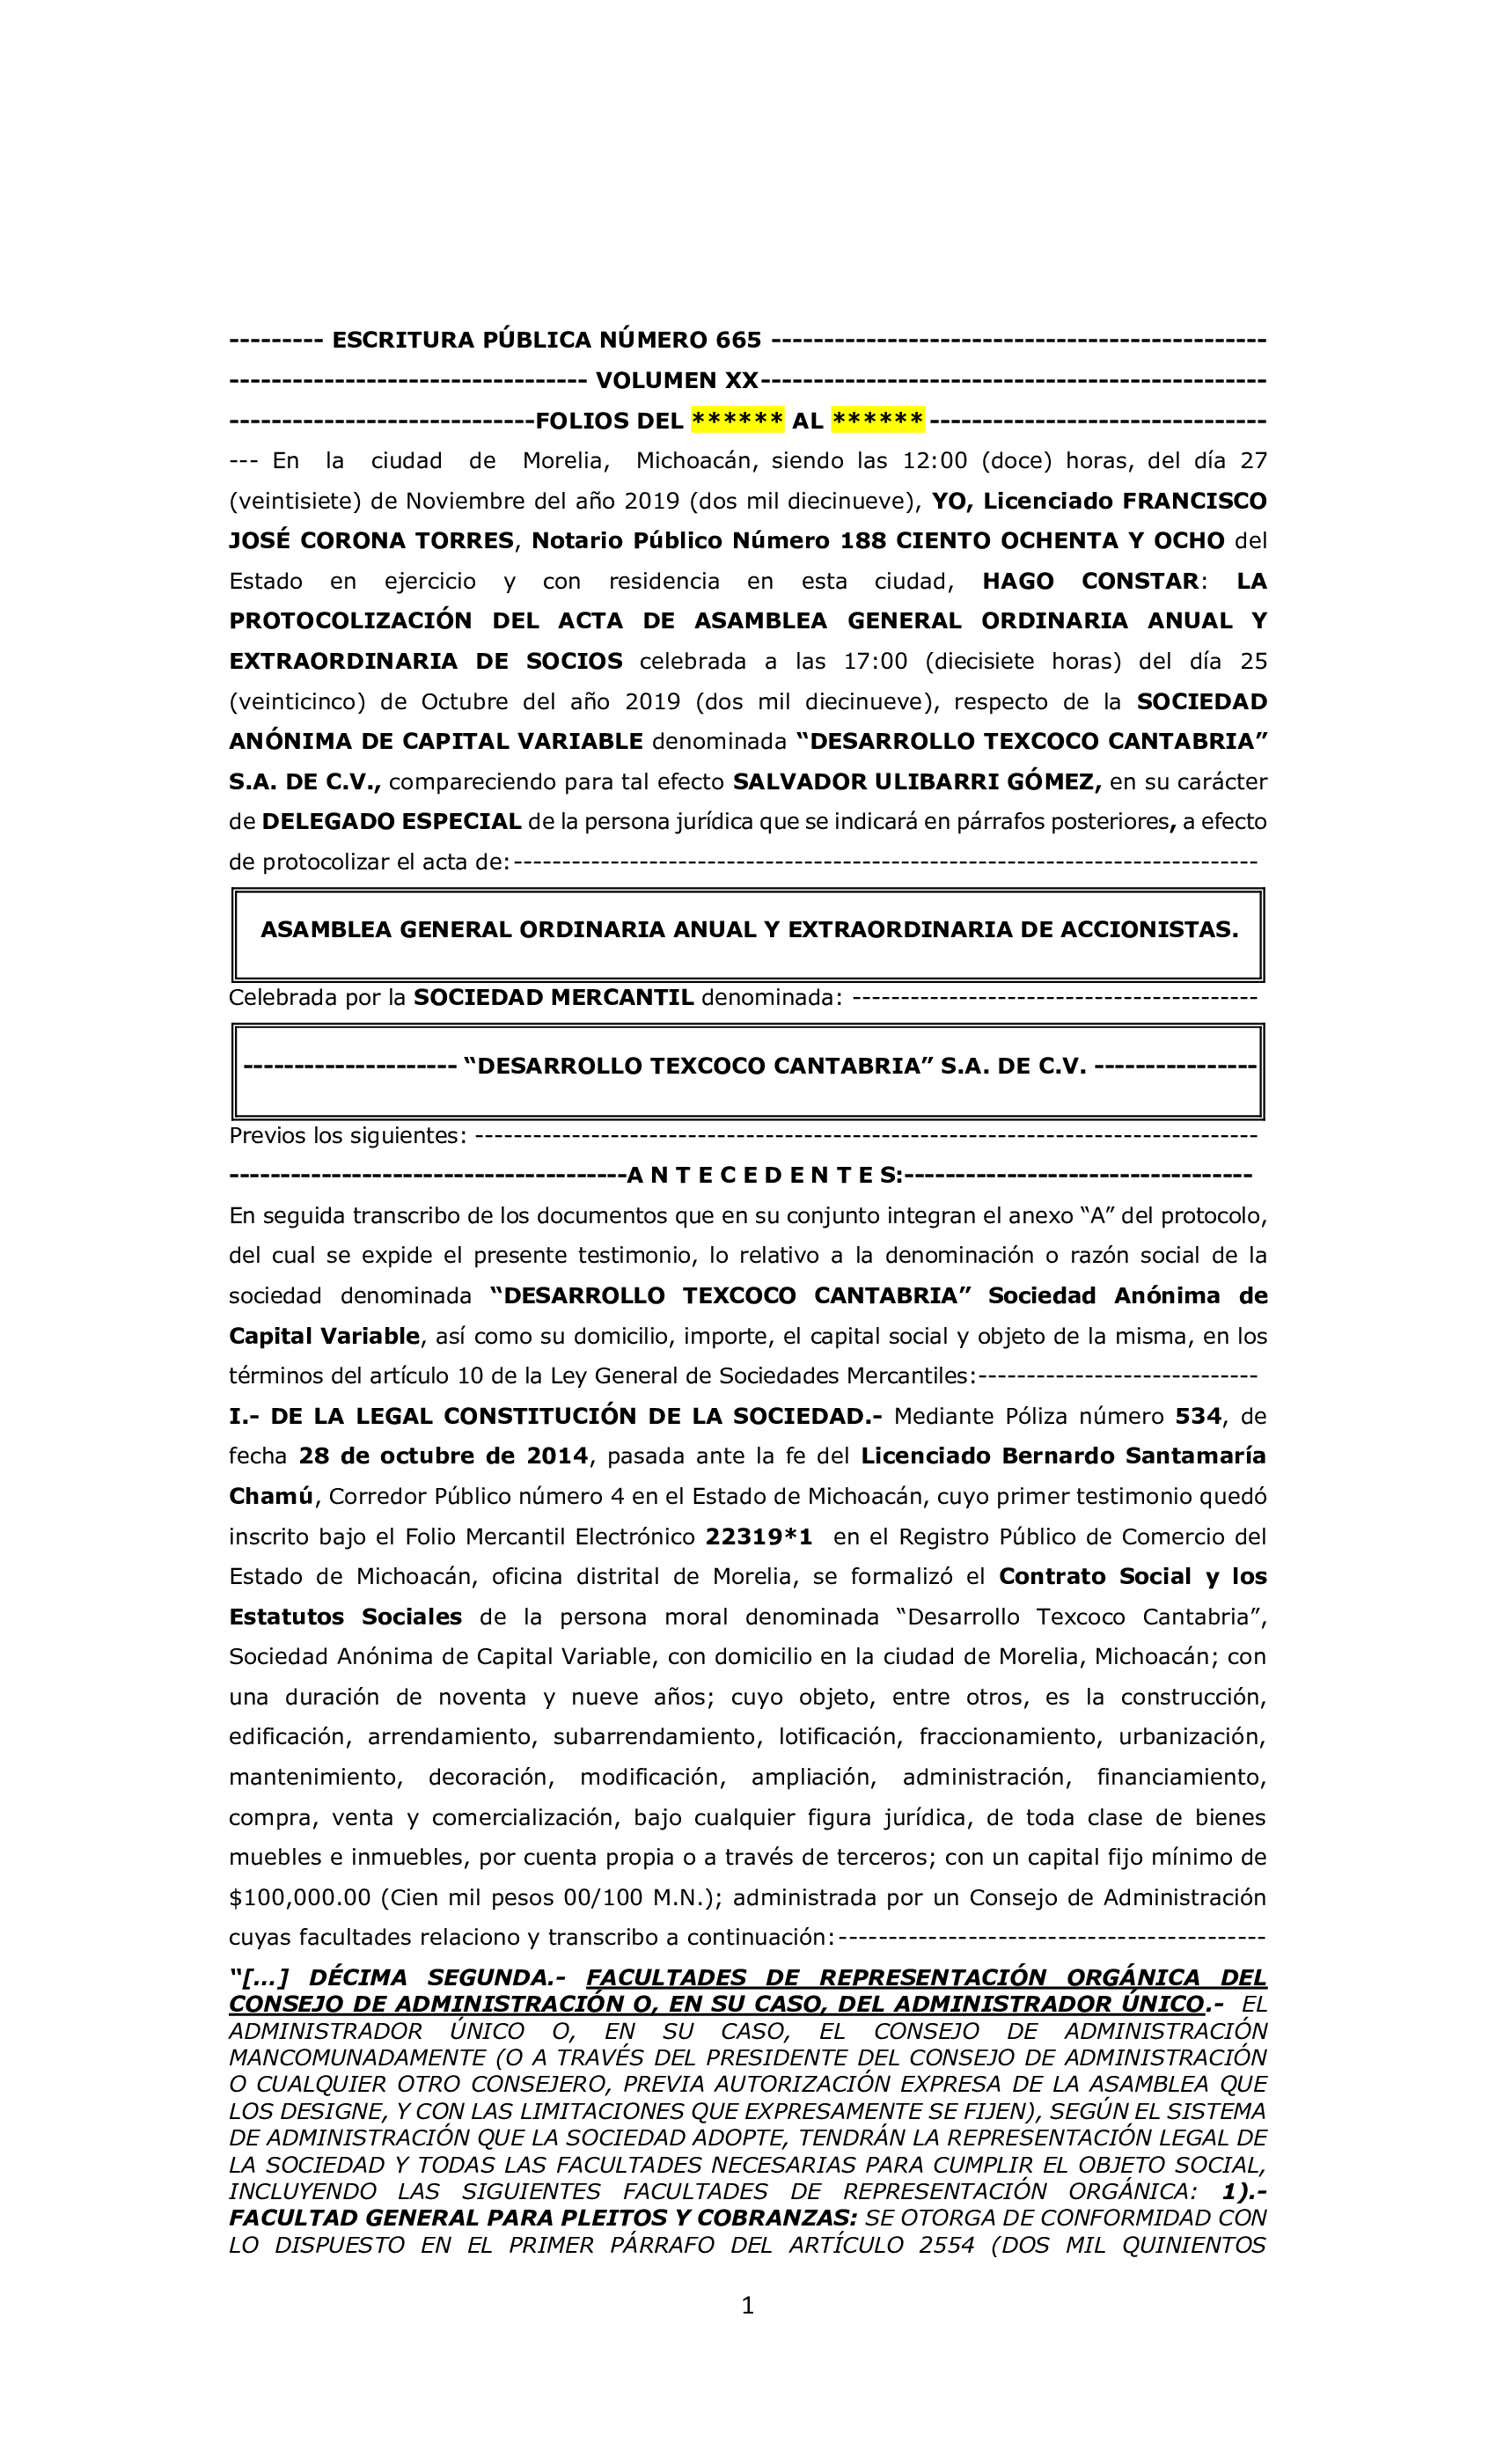 --------- ESCRITURA PÚBLICA NÚMERO 665 -----------------------------------------------
---------------------------------- VOLUMEN XX------------------------------------------------
-----------------------------FOLIOS DEL ****** AL ****** --------------------------------
--- En la ciudad de Morelia, Michoacán, siendo las 12:00 (doce) horas, del día 27
(veintisiete) de Noviembre del año 2019 (dos mil diecinueve), YO, Licenciado FRANCISCO
JOSÉ CORONA TORRES, Notario Público Número 188 CIENTO OCHENTA Y OCHO del
Estado en ejercicio y con residencia en esta ciudad, HAGO CONSTAR: LA
PROTOCOLIZACIÓN DEL ACTA DE ASAMBLEA GENERAL ORDINARIA ANUAL Y
EXTRAORDINARIA DE SOCIOS celebrada a las 17:00 (diecisiete horas) del día 25
(veinticinco) de Octubre del año 2019 (dos mil diecinueve), respecto de la SOCIEDAD
ANÓNIMA DE CAPITAL VARIABLE denominada “DESARROLLO TEXCOCO CANTABRIA”
S.A. DE C.V., compareciendo para tal efecto SALVADOR ULIBARRI GÓMEZ, en su carácter
de DELEGADO ESPECIAL de la persona jurídica que se indicará en párrafos posteriores, a efecto
de protocolizar el acta de:-----------------------------------------------------------------------------
ASAMBLEA GENERAL ORDINARIA ANUAL Y EXTRAORDINARIA DE ACCIONISTAS.
Celebrada por la SOCIEDAD MERCANTIL denominada: ------------------------------------------
--------------------- “DESARROLLO TEXCOCO CANTABRIA” S.A. DE C.V. ----------------
Previos los siguientes: ---------------------------------------------------------------------------------
--------------------------------------A N T E C E D E N T E S:---------------------------------
En seguida transcribo de los documentos que en su conjunto integran el anexo “A” del protocolo,
del cual se expide el presente testimonio, lo relativo a la denominación o razón social de la
sociedad denominada “DESARROLLO TEXCOCO CANTABRIA” Sociedad Anónima de
Capital Variable, así como su domicilio, importe, el capital social y objeto de la misma, en los
términos del artículo 10 de la Ley General de Sociedades Mercantiles:-----------------------------
I.- DE LA LEGAL CONSTITUCIÓN DE LA SOCIEDAD.- Mediante Póliza número 534, de
fecha 28 de octubre de 2014, pasada ante la fe del Licenciado Bernardo Santamaría
Chamú, Corredor Público número 4 en el Estado de Michoacán, cuyo primer testimonio quedó
inscrito bajo el Folio Mercantil Electrónico 22319*1 en el Registro Público de Comercio del
Estado de Michoacán, oficina distrital de Morelia, se formalizó el Contrato Social y los
Estatutos Sociales de la persona moral denominada “Desarrollo Texcoco Cantabria”,
Sociedad Anónima de Capital Variable, con domicilio en la ciudad de Morelia, Michoacán; con
una duración de noventa y nueve años; cuyo objeto, entre otros, es la construcción,
edificación, arrendamiento, subarrendamiento, lotificación, fraccionamiento, urbanización,
mantenimiento, decoración, modificación, ampliación, administración, financiamiento,
compra, venta y comercialización, bajo cualquier figura jurídica, de toda clase de bienes
muebles e inmuebles, por cuenta propia o a través de terceros; con un capital fijo mínimo de
$100,000.00 (Cien mil pesos 00/100 M.N.); administrada por un Consejo de Administración
cuyas facultades relaciono y transcribo a continuación:-------------------------------------------
“[…] DÉCIMA SEGUNDA.- FACULTADES DE REPRESENTACIÓN ORGÁNICA DEL
CONSEJO DE ADMINISTRACIÓN O, EN SU CASO, DEL ADMINISTRADOR ÚNICO.- EL
ADMINISTRADOR ÚNICO O, EN SU CASO, EL CONSEJO DE ADMINISTRACIÓN
MANCOMUNADAMENTE (O A TRAVÉS DEL PRESIDENTE DEL CONSEJO DE ADMINISTRACIÓN
O CUALQUIER OTRO CONSEJERO, PREVIA AUTORIZACIÓN EXPRESA DE LA ASAMBLEA QUE
LOS DESIGNE, Y CON LAS LIMITACIONES QUE EXPRESAMENTE SE FIJEN), SEGÚN EL SISTEMA
DE ADMINISTRACIÓN QUE LA SOCIEDAD ADOPTE, TENDRÁN LA REPRESENTACIÓN LEGAL DE
LA SOCIEDAD Y TODAS LAS FACULTADES NECESARIAS PARA CUMPLIR EL OBJETO SOCIAL,
INCLUYENDO LAS SIGUIENTES FACULTADES DE REPRESENTACIÓN ORGÁNICA: 1).-
FACULTAD GENERAL PARA PLEITOS Y COBRANZAS: SE OTORGA DE CONFORMIDAD CON
LO DISPUESTO EN EL PRIMER PÁRRAFO DEL ARTÍCULO 2554 (DOS MIL QUINIENTOS
1